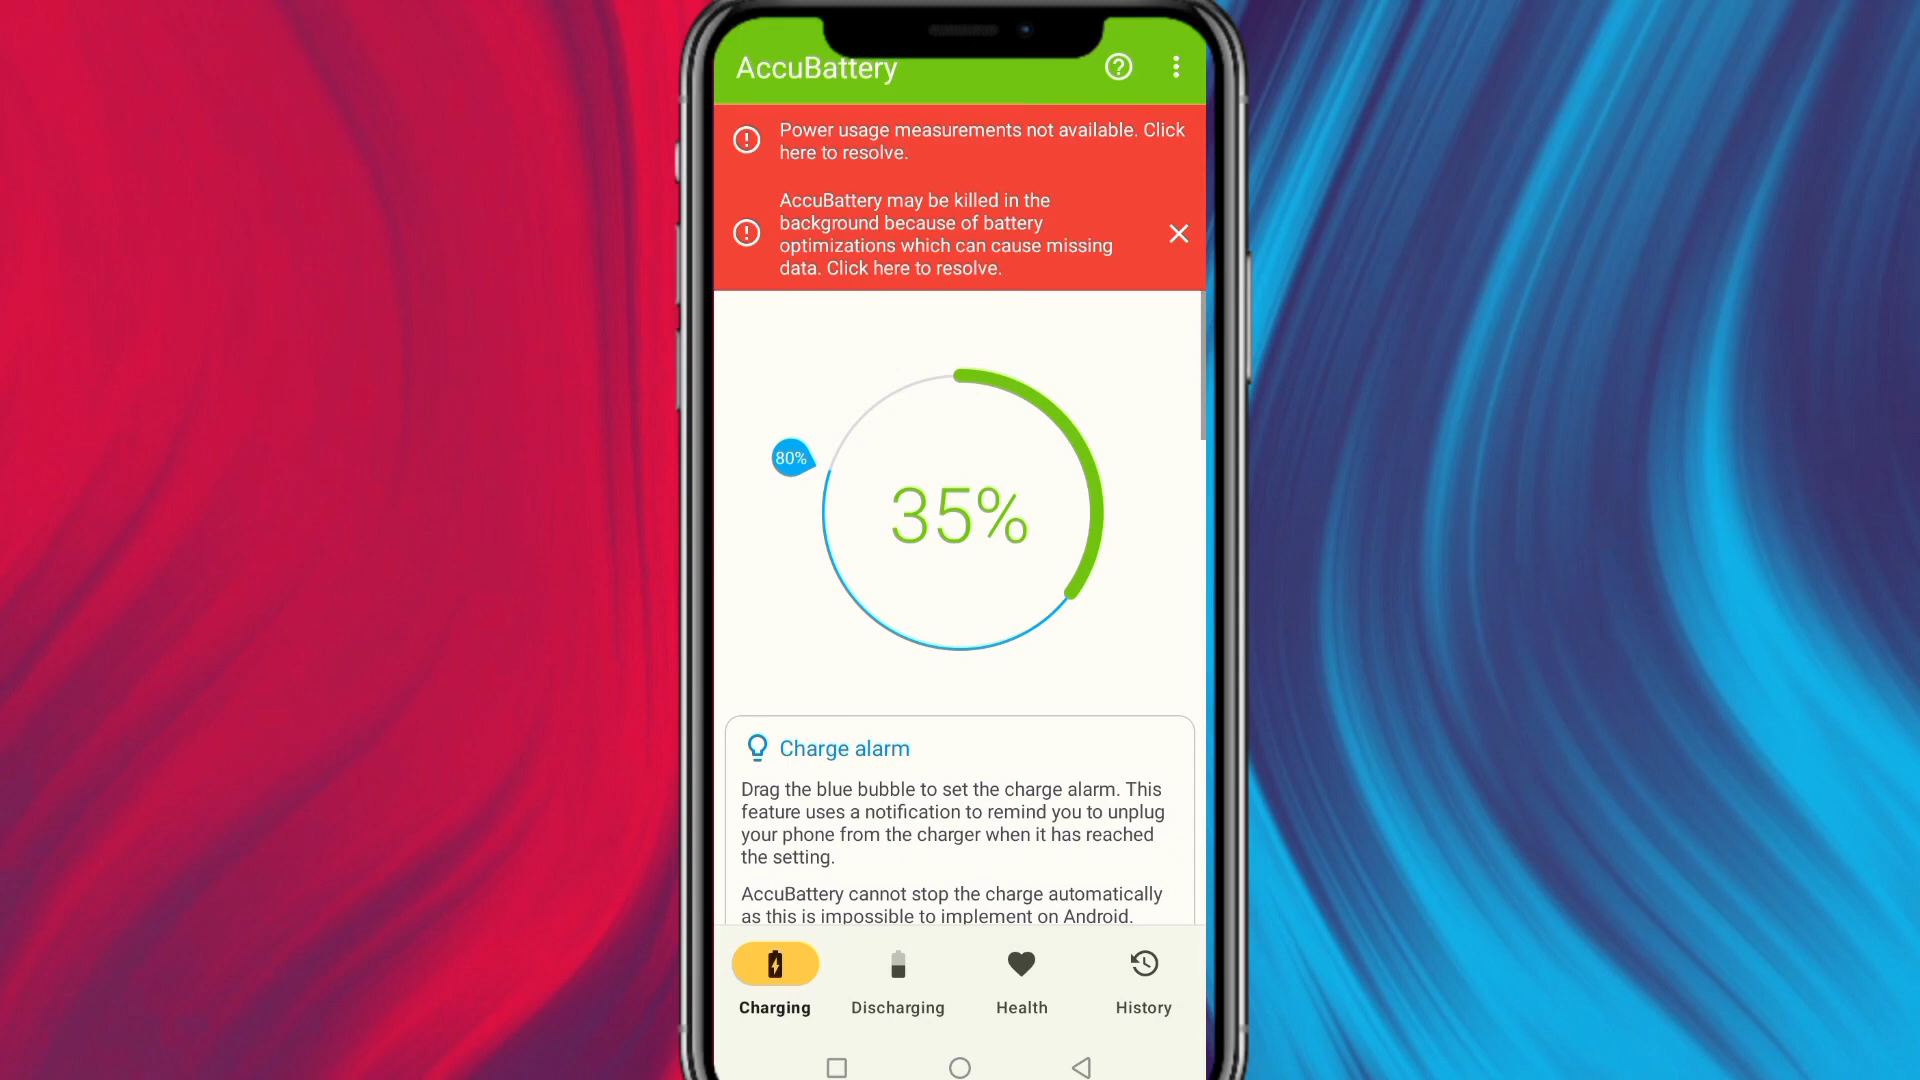 AccuBattery
Power usage measurements not available. Click
here to resolve.
AccuBattery may be killed in the
background because of battery
optimizations which can cause missing
data. Click here to resolve.
80%
35%
Charge alarm
Drag the blue bubble to set the charge alarm. This
feature uses a notification to remind you to unplug
your phone from the charger when it has reached
the setting.
AccuBattery cannot stop the charge automatically
as this is impossible to implement on Android.
Charging
Discharging
Health
History